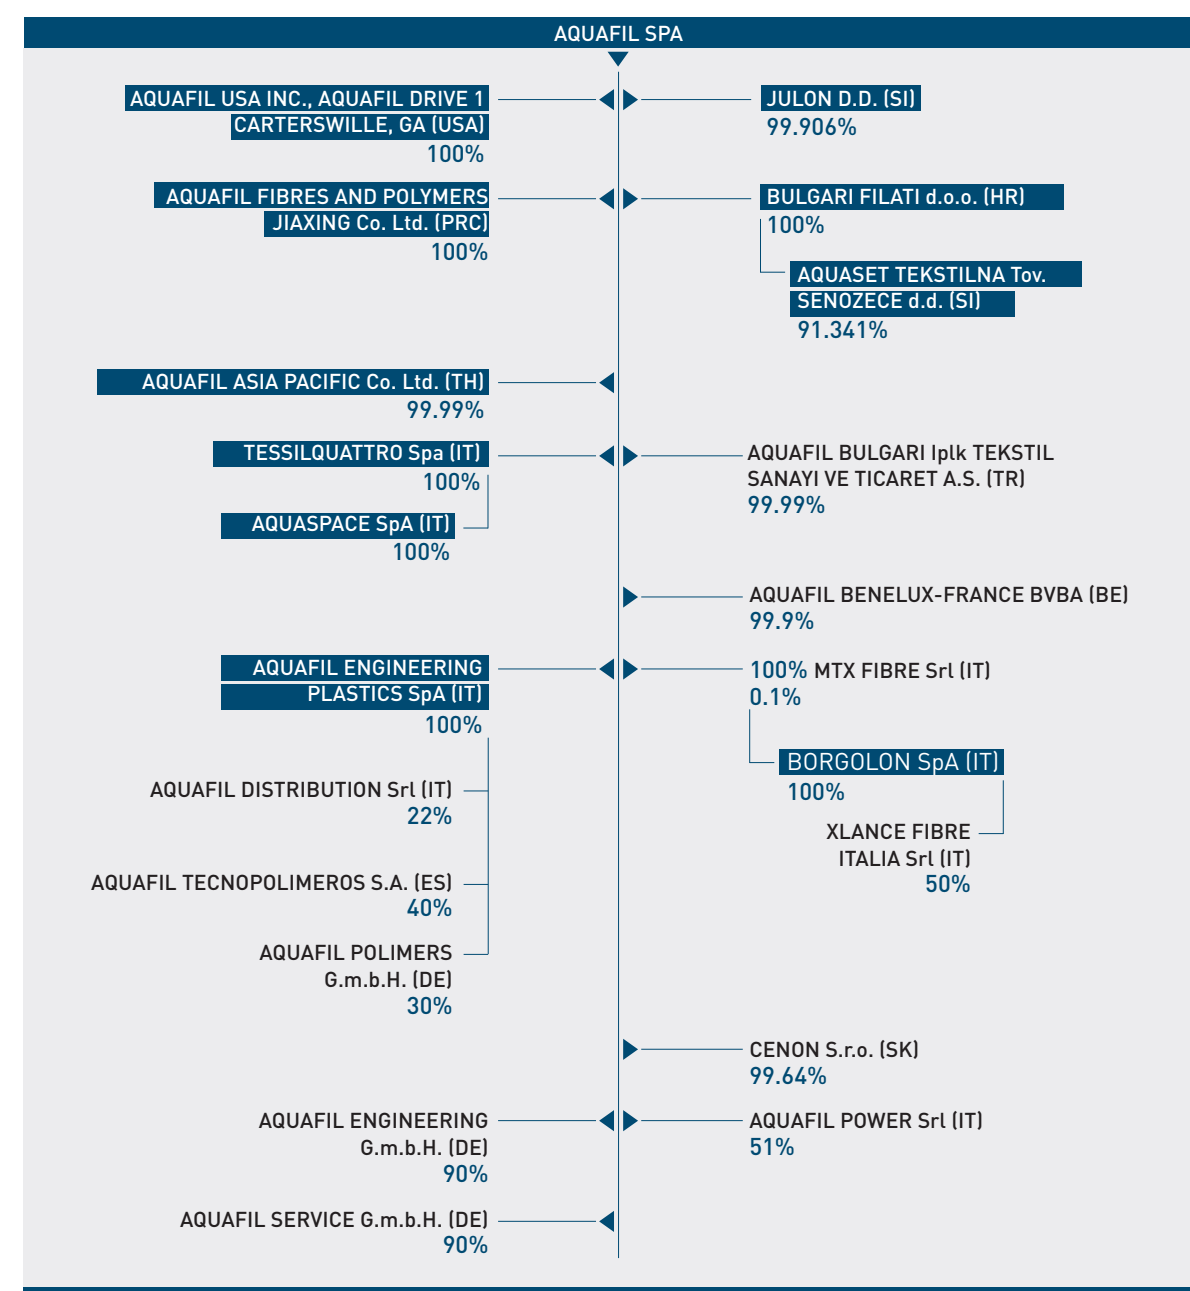 AQUAFIL SPA
AQUAFIL USA INC., AQUAFIL DRIVE 1
CARTERSWILLE, GA (USA)
100%
JULON D.D. (SI)
99.906%
AQUAFIL FIBRES AND POLYMERS
JIAXING Co. Ltd. (PRC)
100%
BULGARI FILATI d.o.o. (HR)
100%
AQUASET TEKSTILNA Tov.
SENOZECE d.d. (SI)
91.341%
AQUAFIL ASIA PACIFIC Co. Ltd. (TH)
99.99%
TESSILQUATTRO Spa (IT)
100%
AQUASPACE SpA (IT)
100%
AQUAFIL BULGARI Iplk TEKSTIL
SANAYI VE TICARET A.S. (TR)
99.99%
AQUAFIL BENELUX-FRANCE BVBA (BE)
99.9%
AQUAFIL ENGINEERING
PLASTICS SpA (IT)
100%
100% MTX FIBRE Srl (IT)
0.1%
BORGOLON SpA (IT)
100%
XLANCE FIBRE
ITALIA Srl (IT)
50%
AQUAFIL DISTRIBUTION Srl (IT)
22%
AQUAFIL TECNOPOLIMEROS S.A. (ES)
40%
AQUAFIL POLIMERS
G.m.b.H. (DE)
30%
CENON S.r.o. (SK)
99.64%
AQUAFIL ENGINEERING
G.m.b.H. (DE)
90%
AQUAFIL POWER Srl (IT)
51%
AQUAFIL SERVICE G.m.b.H. (DE)
90%